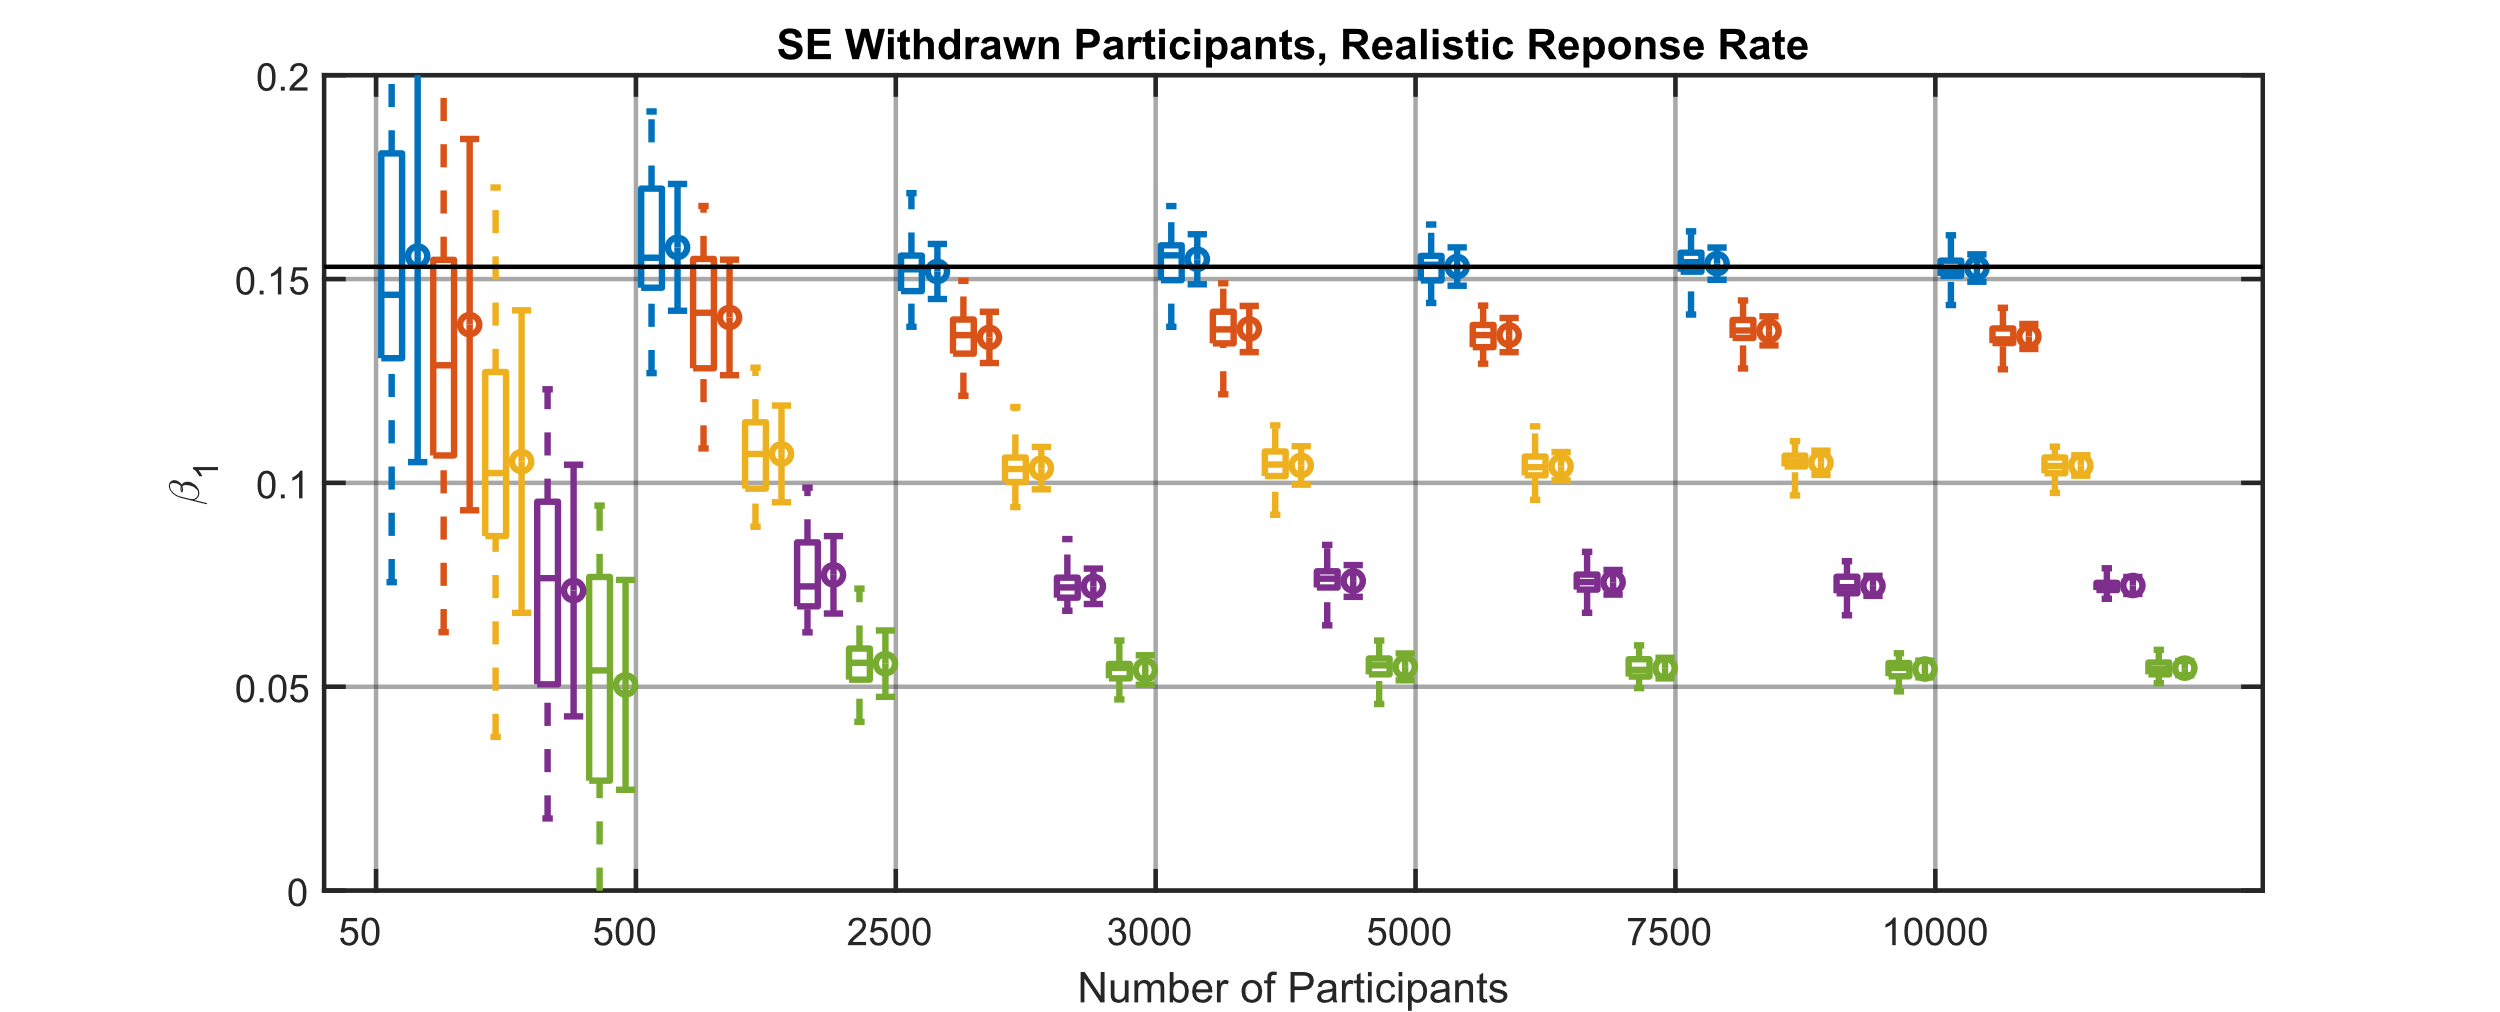 SE Withdrawn Participants, Realistic Reponse Rate
0.2
0.15
0.1
0.05
0
β1
50 500 2500 3000 5000 7500 10000
Number of Participants